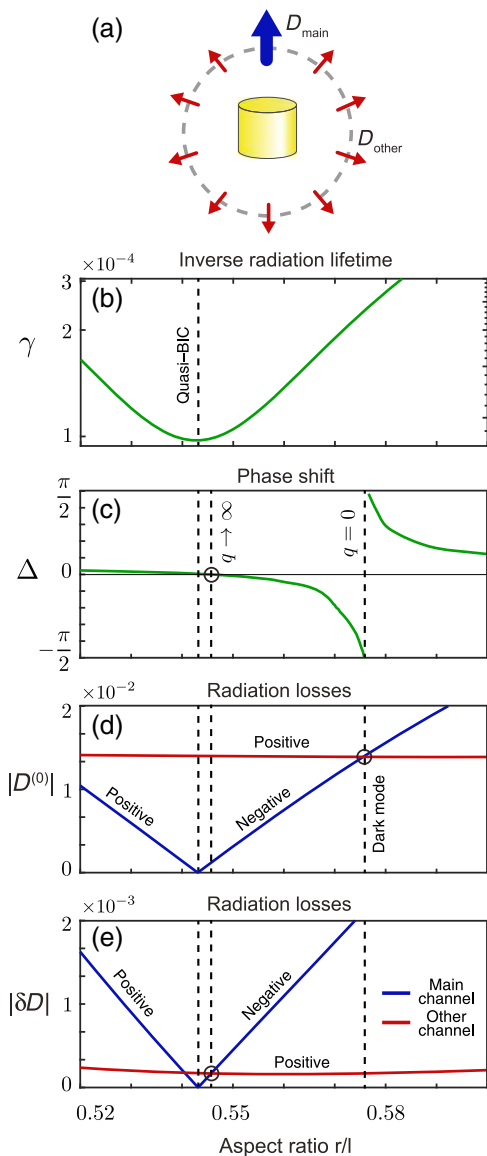 (a)
D_main
D_other
×10⁻⁴
Inverse radiation lifetime
(b)
3
2
1
γ
Quasi-BIC
Phase shift
(c)
π/2
0
−π/2
Δ
q → ∞
q = 0
×10⁻²
Radiation losses
(d)
2
1
0
|D⁽⁰⁾|
Positive
Positive
Negative
Dark mode
×10⁻³
Radiation losses
(e)
2
1
0
|δD|
Positive
Negative
Positive
Main channel
Other channel
0.52 0.55 0.58
Aspect ratio r/l